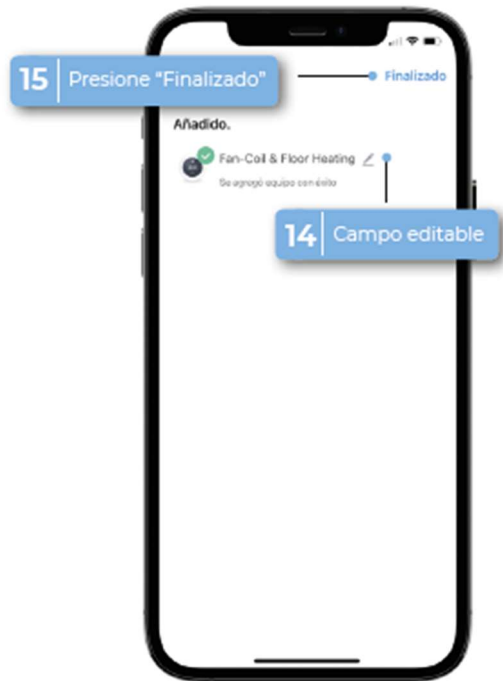 15 Presione “Finalizado”
Finalizado
Añadido.
Fan-Coil & Floor Heating
Se agregó equipo con éxito
14 Campo editable